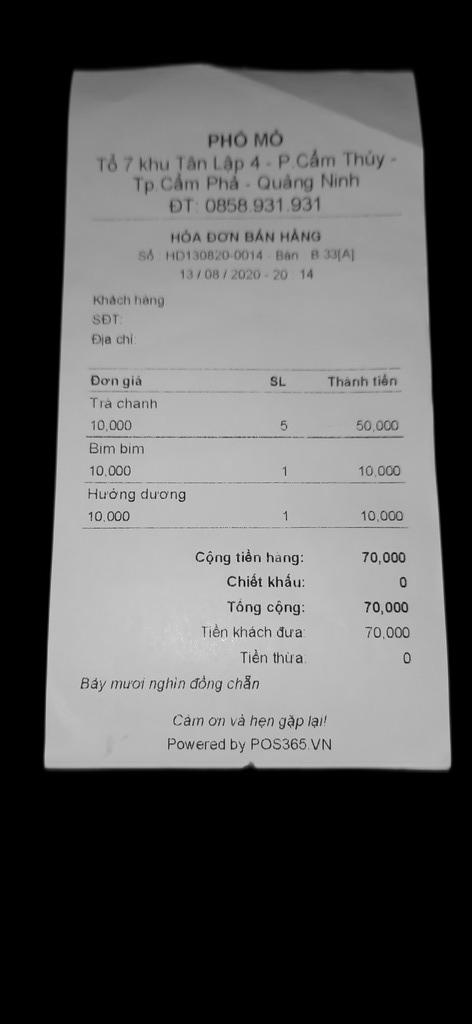 PHÔ MÔ
Tổ 7 khu Tân Lập 4 - P.Cẩm Thủy -
Tp.Cẩm Phả - Quảng Ninh
ĐT: 0858.931.931
HÓA ĐƠN BÁN HÀNG
Số : HD130820-0014 - Bàn : B.33[A]
13 / 08 / 2020 - 20 : 14
Khách hàng
SĐT:
Địa chỉ:
Đơn giá SL Thành tiền
Trà chanh
10,000 5 50,000
Bim bim
10,000 1 10,000
Hướng dương
10,000 1 10,000
Cộng tiền hàng: 70,000
Chiết khấu: 0
Tổng cộng: 70,000
Tiền khách đưa: 70,000
Tiền thừa: 0
Bảy mươi nghìn đồng chẵn
Cảm ơn và hẹn gặp lại!
Powered by POS365.VN